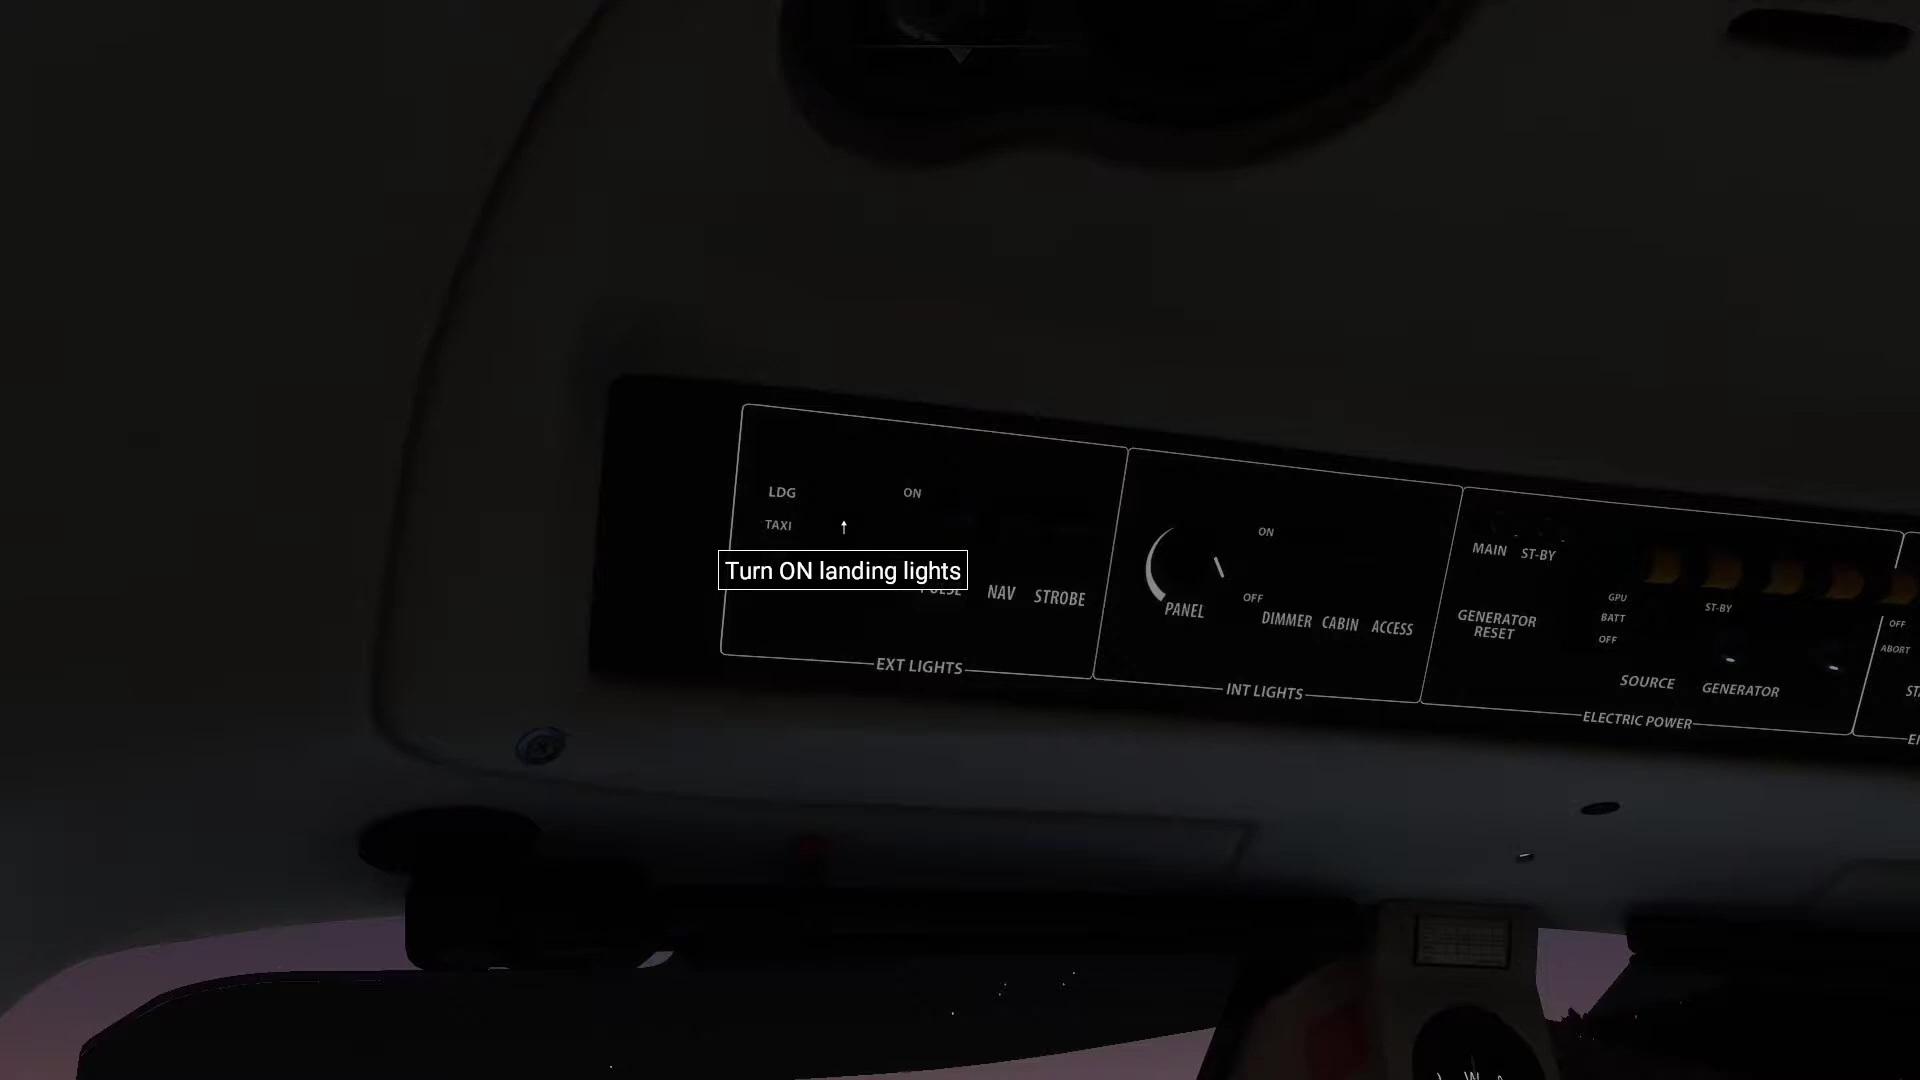 LDG
ON
TAXI
Turn ON landing lights
NAV
STROBE
EXT LIGHTS
ON
OFF
PANEL
DIMMER
CABIN
ACCESS
INT LIGHTS
MAIN
ST-BY
GENERATOR
RESET
GPU
BATT
OFF
ST-BY
SOURCE
GENERATOR
ELECTRIC POWER
OFF
ABORT